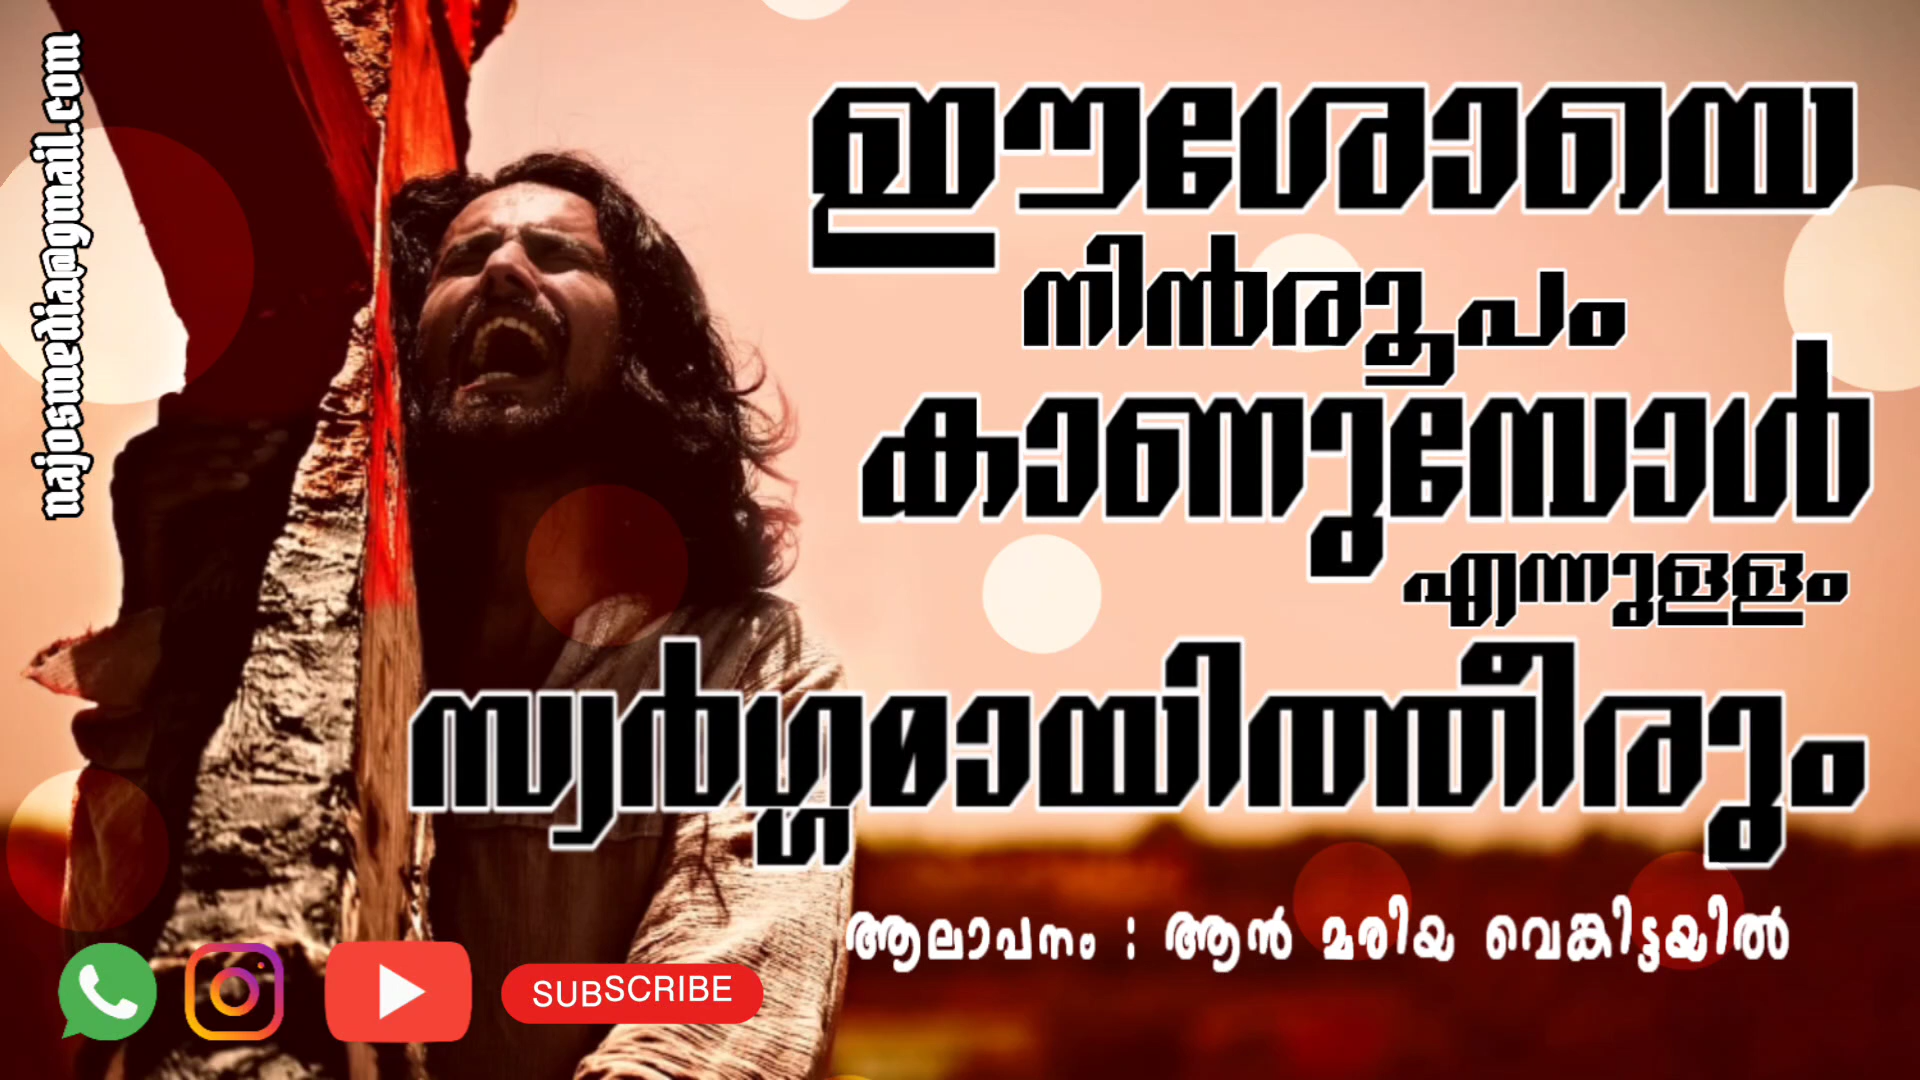 najosmedia@gmail.com
ഈശോയെ
നിൻരൂപം
കാണുമ്പോൾ
എന്നുള്ളം
സ്വർഗ്ഗമായിത്തീരും
ആലാപനം : ആൻ മരിയ വെങ്കിട്ടയിൽ
SUBSCRIBE